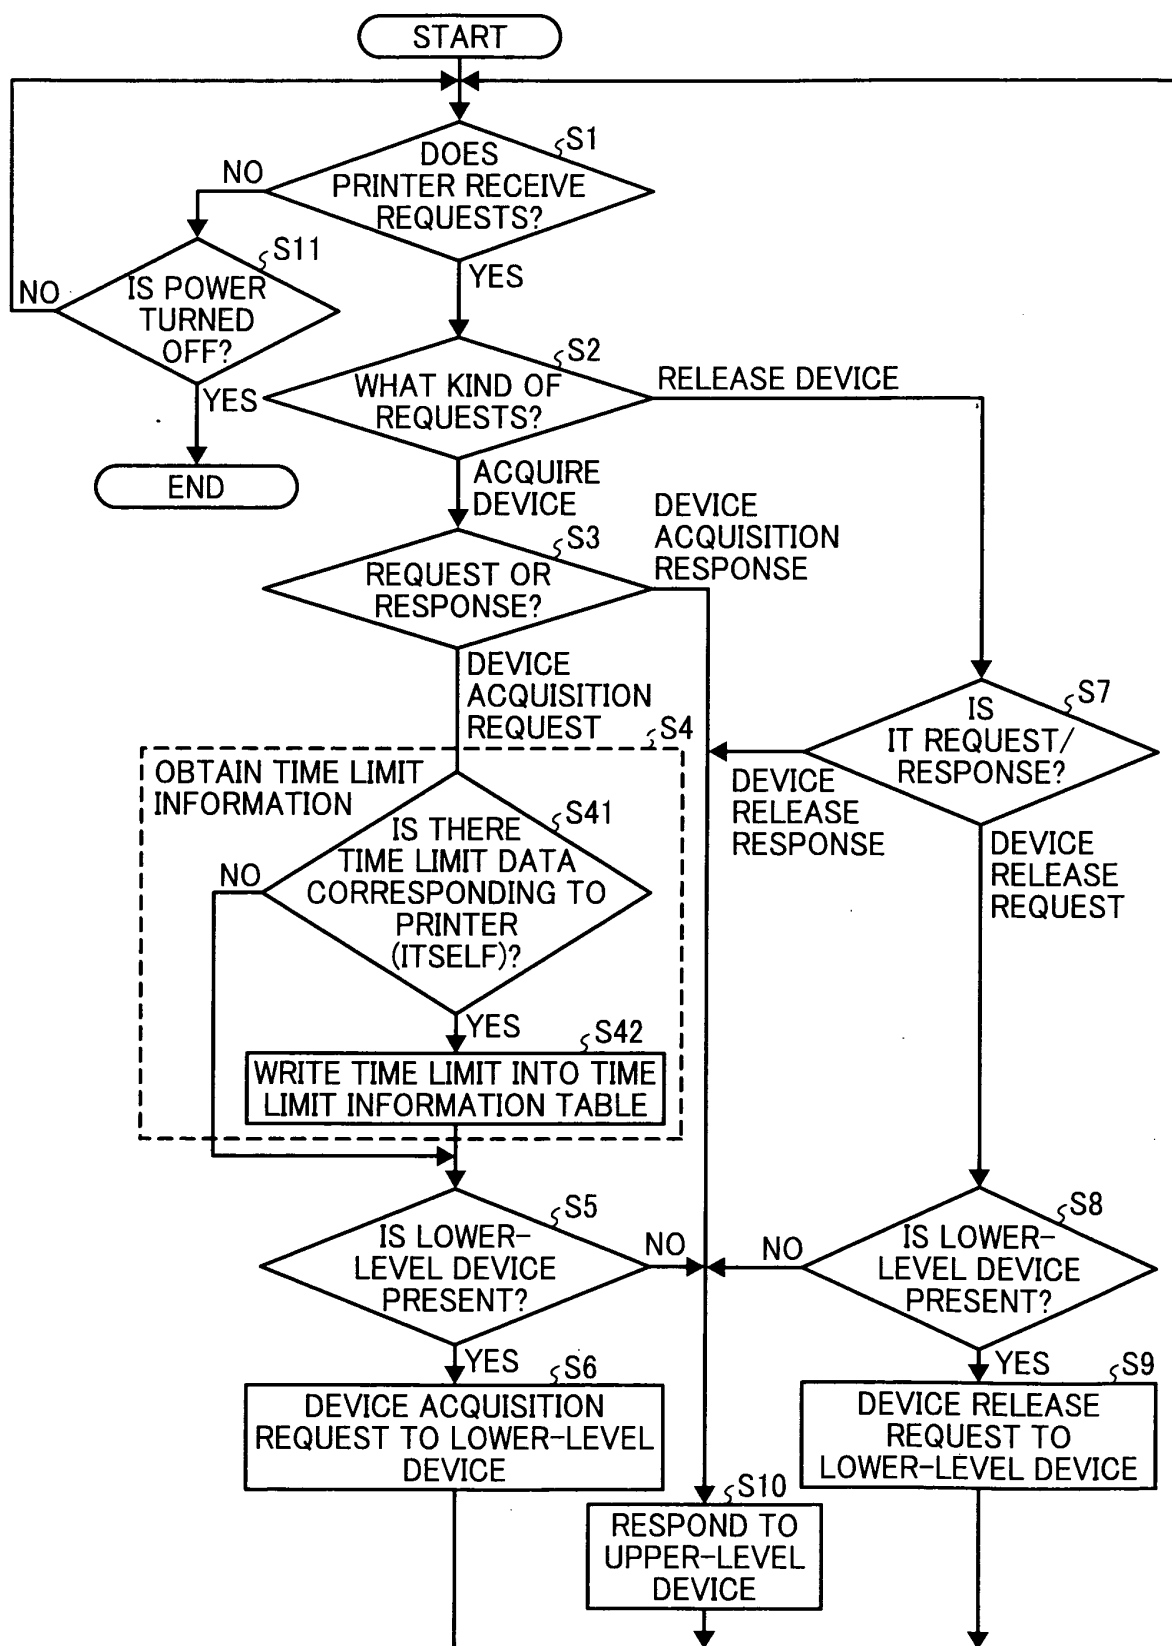 START
S1
DOES
PRINTER RECEIVE
REQUESTS?
NO
YES
S11
IS POWER
TURNED
OFF?
NO
YES
END
S2
WHAT KIND OF
REQUESTS?
RELEASE DEVICE
ACQUIRE
DEVICE
S3
REQUEST OR
RESPONSE?
DEVICE
ACQUISITION
RESPONSE
DEVICE
ACQUISITION
REQUEST
S7
IS
IT REQUEST/
RESPONSE?
DEVICE
RELEASE
RESPONSE
DEVICE
RELEASE
REQUEST
S4
OBTAIN TIME LIMIT
INFORMATION
S41
IS THERE
TIME LIMIT DATA
CORRESPONDING TO
PRINTER
(ITSELF)?
NO
YES
S42
WRITE TIME LIMIT INTO TIME
LIMIT INFORMATION TABLE
S5
IS LOWER-
LEVEL DEVICE
PRESENT?
NO
YES
S8
IS LOWER-
LEVEL DEVICE
PRESENT?
NO
YES
S6
DEVICE ACQUISITION
REQUEST TO LOWER-LEVEL
DEVICE
S9
DEVICE RELEASE
REQUEST TO
LOWER-LEVEL DEVICE
S10
RESPOND TO
UPPER-LEVEL
DEVICE